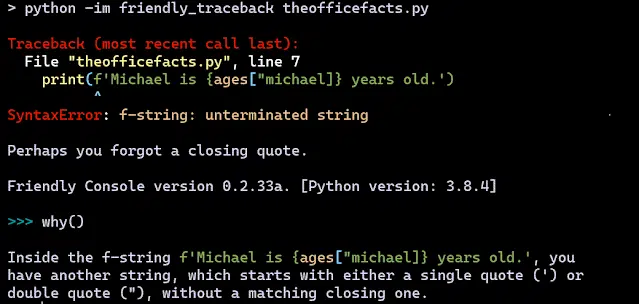 > python -im friendly_traceback theofficefacts.py
Traceback (most recent call last):
File "theofficefacts.py", line 7
print(f'Michael is {ages["michael]} years old.')
^
SyntaxError: f-string: unterminated string
Perhaps you forgot a closing quote.
Friendly Console version 0.2.33a. [Python version: 3.8.4]
>>> why()
Inside the f-string f'Michael is {ages["michael]} years old.', you
have another string, which starts with either a single quote (') or
double quote ("), without a matching closing one.